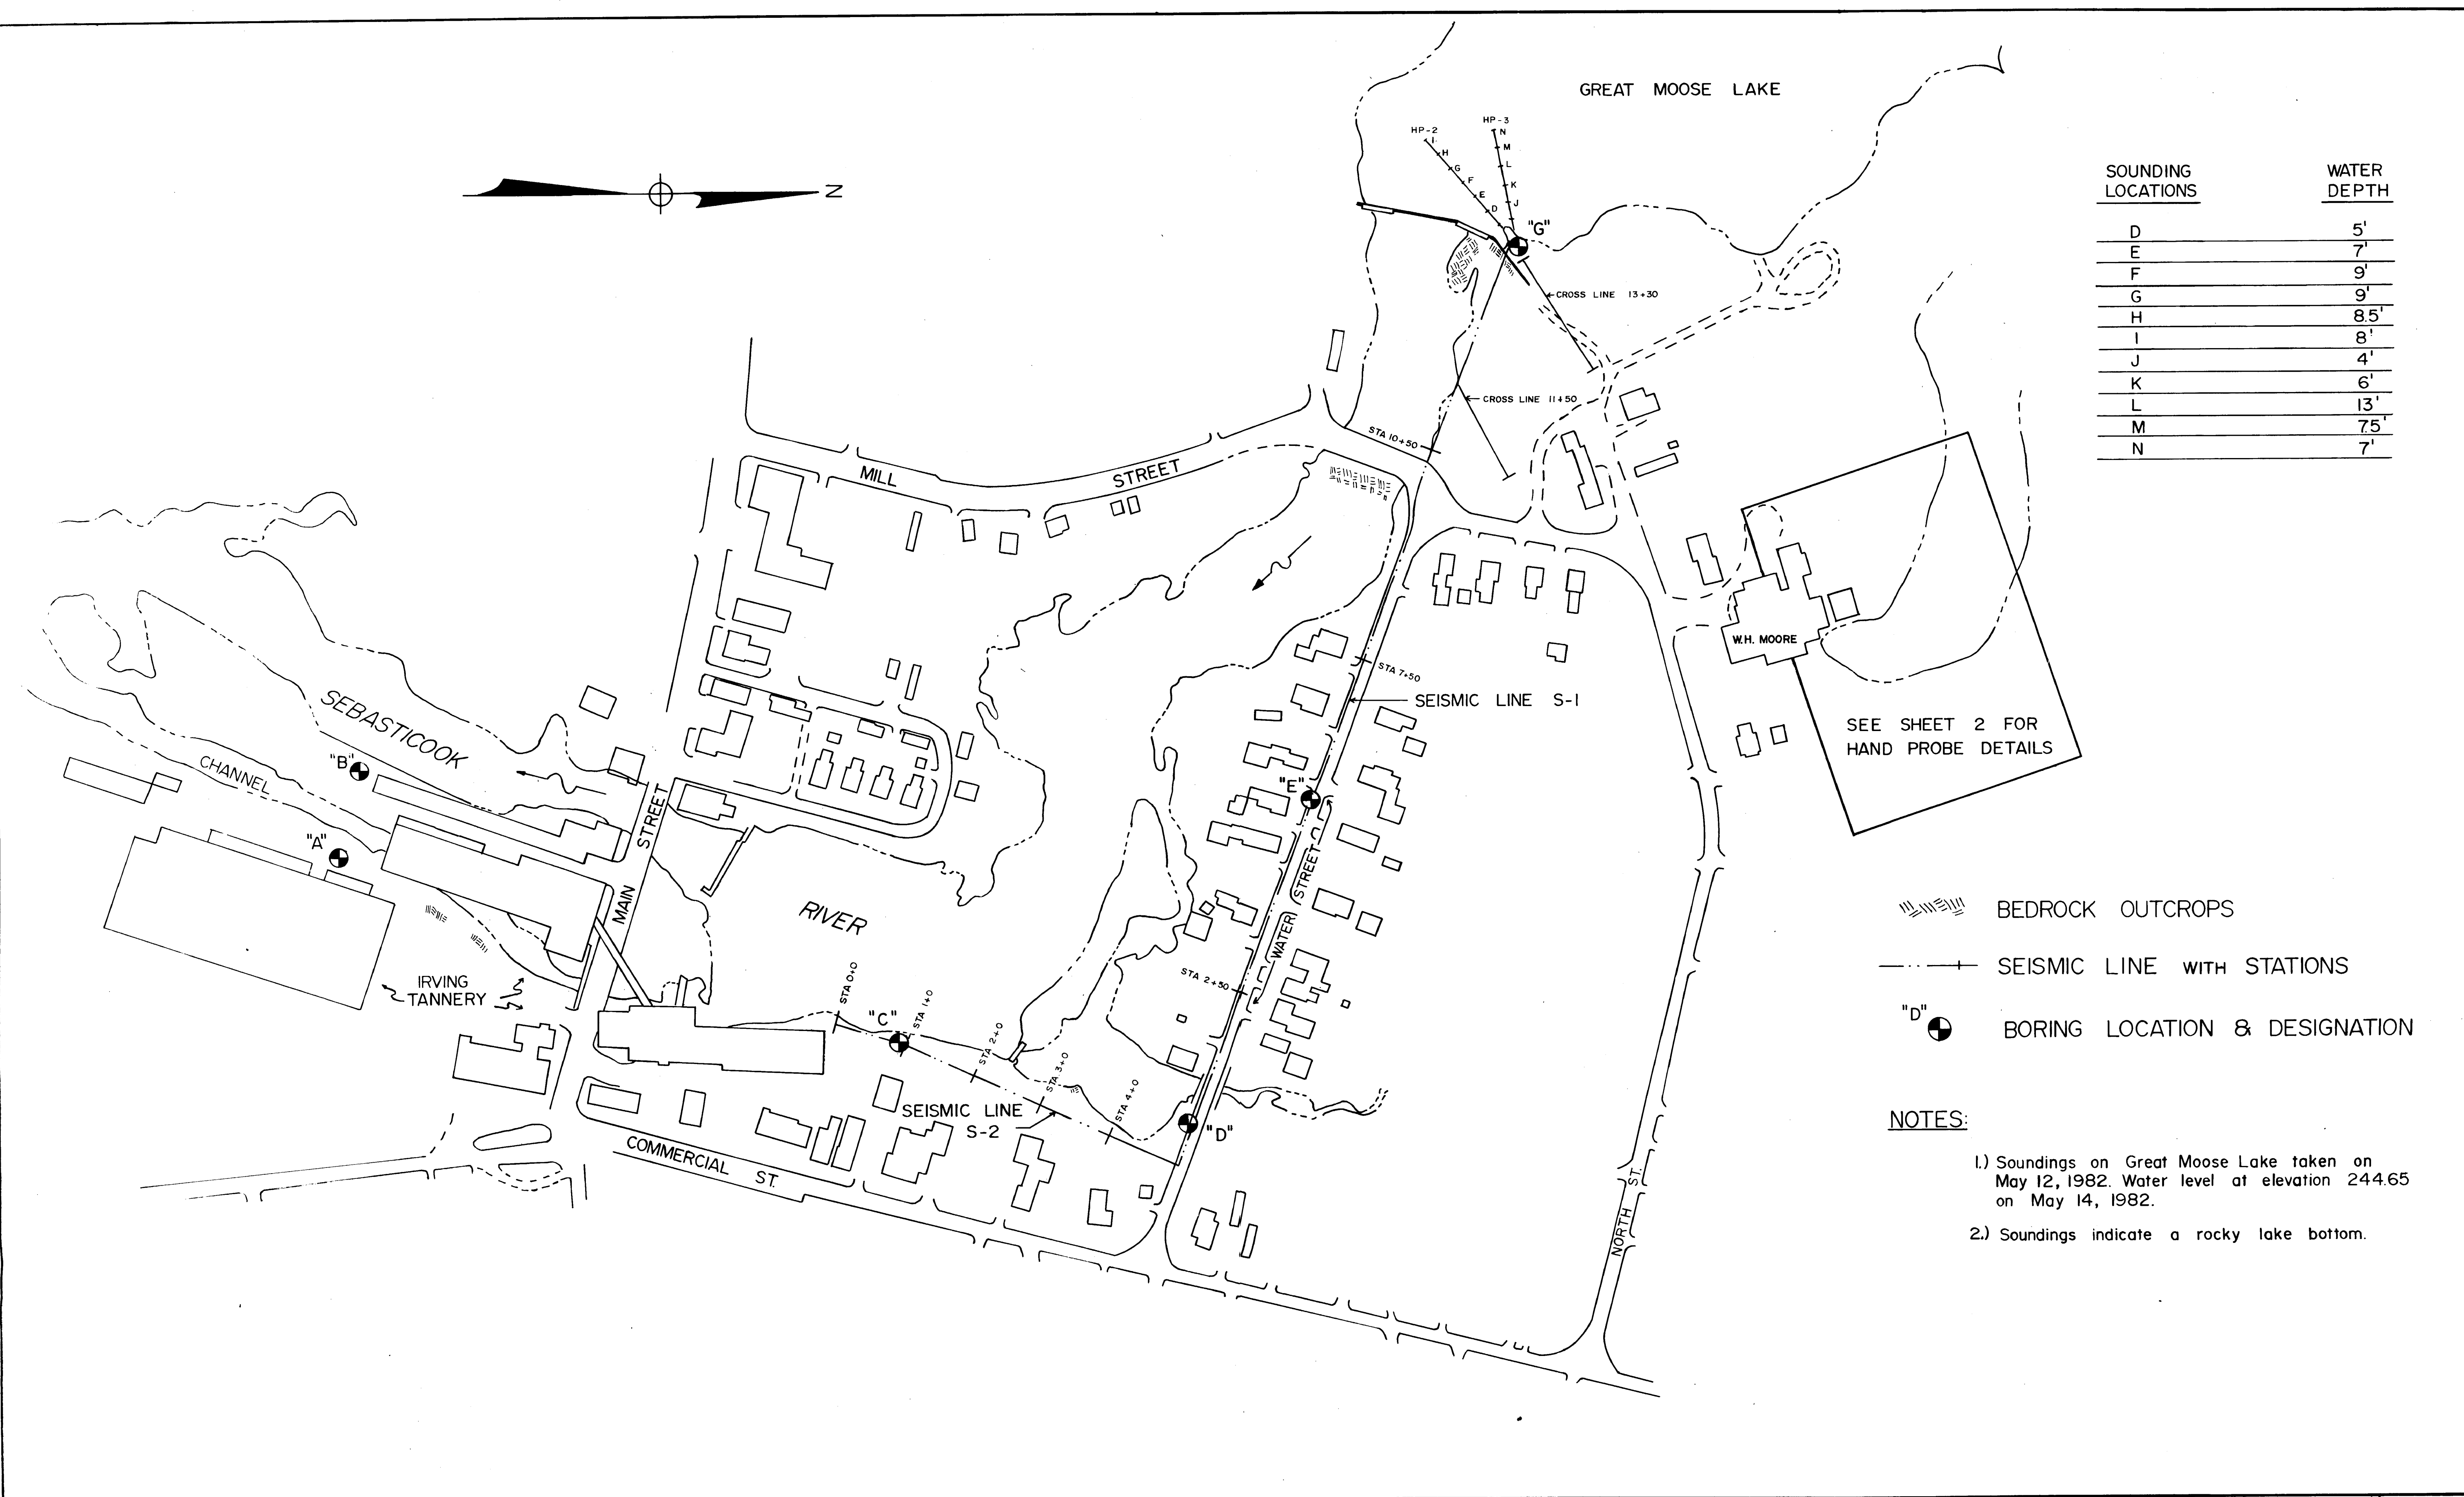 GREAT MOOSE LAKE
HP-2
I
H
G
F
E
D
HP-3
N
M
L
K
J
"G"
N
CROSS LINE 13+30
CROSS LINE 11+50
STA 10+50
SOUNDING LOCATIONS WATER DEPTH
D 5'
E 7'
F 9'
G 9'
H 8.5'
I 8'
J 4'
K 6'
L 13'
M 7.5'
N 7'
MILL STREET
W.H. MOORE
STA 7+50
SEISMIC LINE S-1
SEE SHEET 2 FOR
HAND PROBE DETAILS
SEBASTICOOK
CHANNEL
"B"
"A"
"E"
MAIN STREET
WATER STREET
RIVER
STA 2+50
IRVING
TANNERY
STA 0+0
"C"
STA 1+0
STA 2+0
STA 3+0
STA 4+0
SEISMIC LINE
S-2
"D"
COMMERCIAL ST.
NORTH ST.
BEDROCK OUTCROPS
SEISMIC LINE WITH STATIONS
"D"
BORING LOCATION & DESIGNATION
NOTES:
1.) Soundings on Great Moose Lake taken on
May 12, 1982. Water level at elevation 244.65
on May 14, 1982.
2.) Soundings indicate a rocky lake bottom.